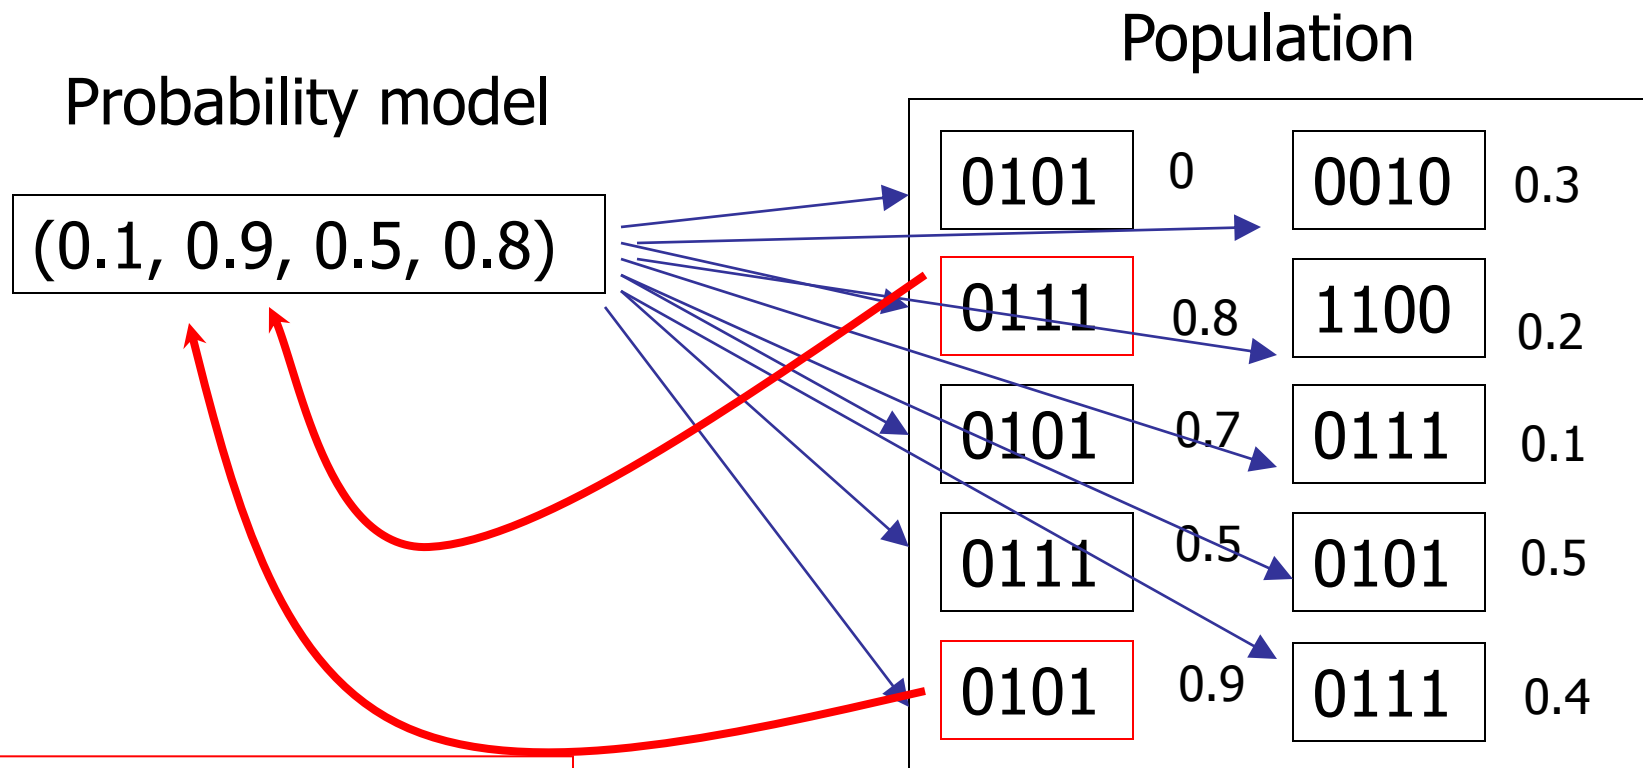 Population
Probability model
(0.1, 0.9, 0.5, 0.8)
0101 0 0010 0.3
0111 0.8 1100 0.2
0101 0.7 0111 0.1
0111 0.5 0101 0.5
0101 0.9 0111 0.4